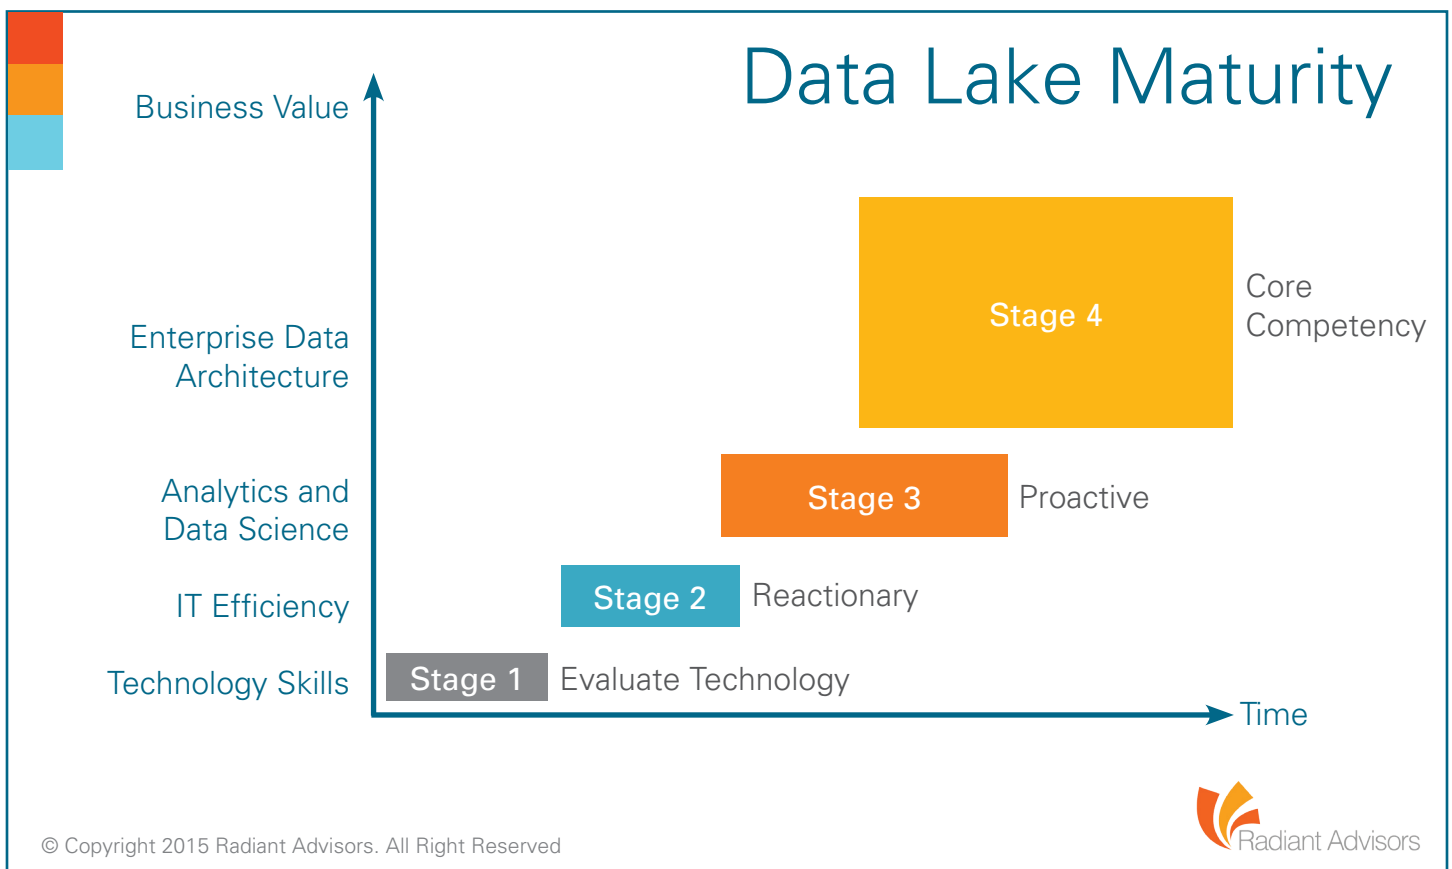 Data Lake Maturity
Business Value
Enterprise Data
Architecture
Analytics and
Data Science
IT Efficiency
Technology Skills
Stage 4
Core
Competency
Stage 3
Proactive
Stage 2
Reactionary
Stage 1
Evaluate Technology
Time
© Copyright 2015 Radiant Advisors. All Right Reserved
Radiant Advisors